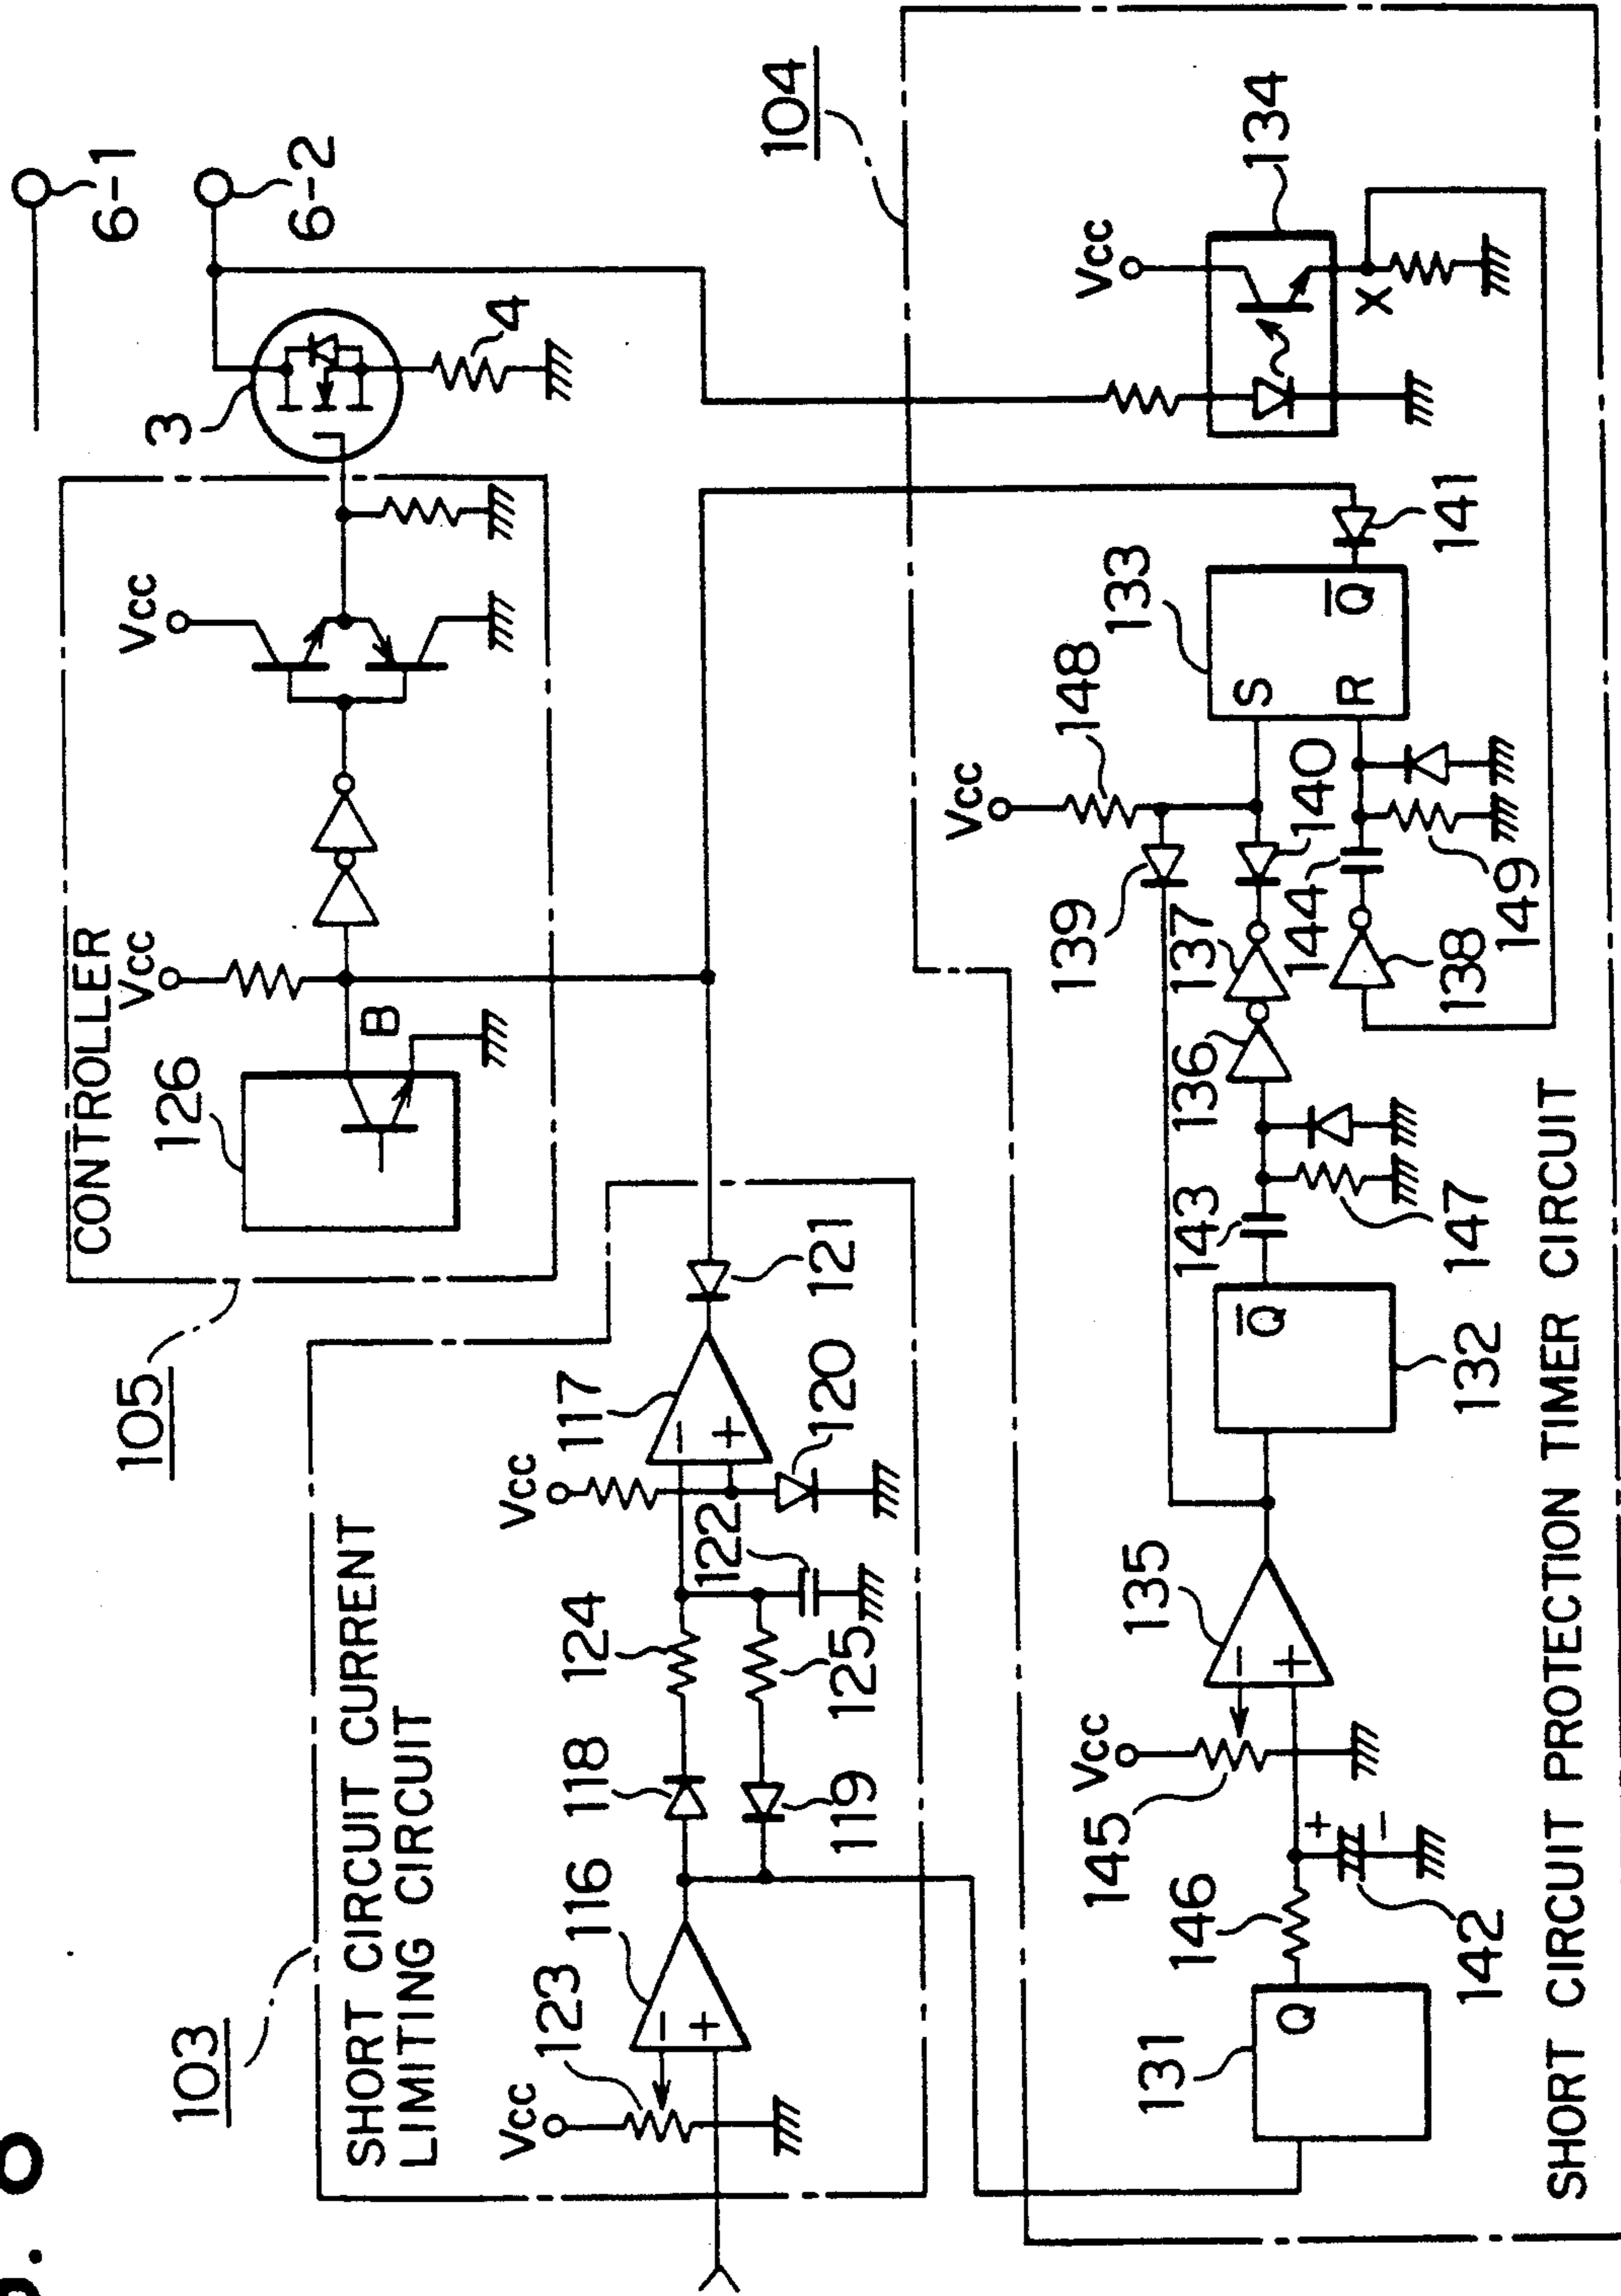 103
SHORT CIRCUIT CURRENT
LIMITING CIRCUIT
Vcc
123
116
−
+
118
119
124
125
122
Vcc
117
−
+
120
121
105
CONTROLLER
126
B
Vcc
Vcc
3
4
6-1
6-2
104
131
Q
146
142
+
−
145
Vcc
135
−
+
132
Q̅
143
147
136
137
138
139
140
144
149
Vcc
148
133
S
R
Q̅
141
Vcc
134
X
SHORT CIRCUIT PROTECTION TIMER CIRCUIT